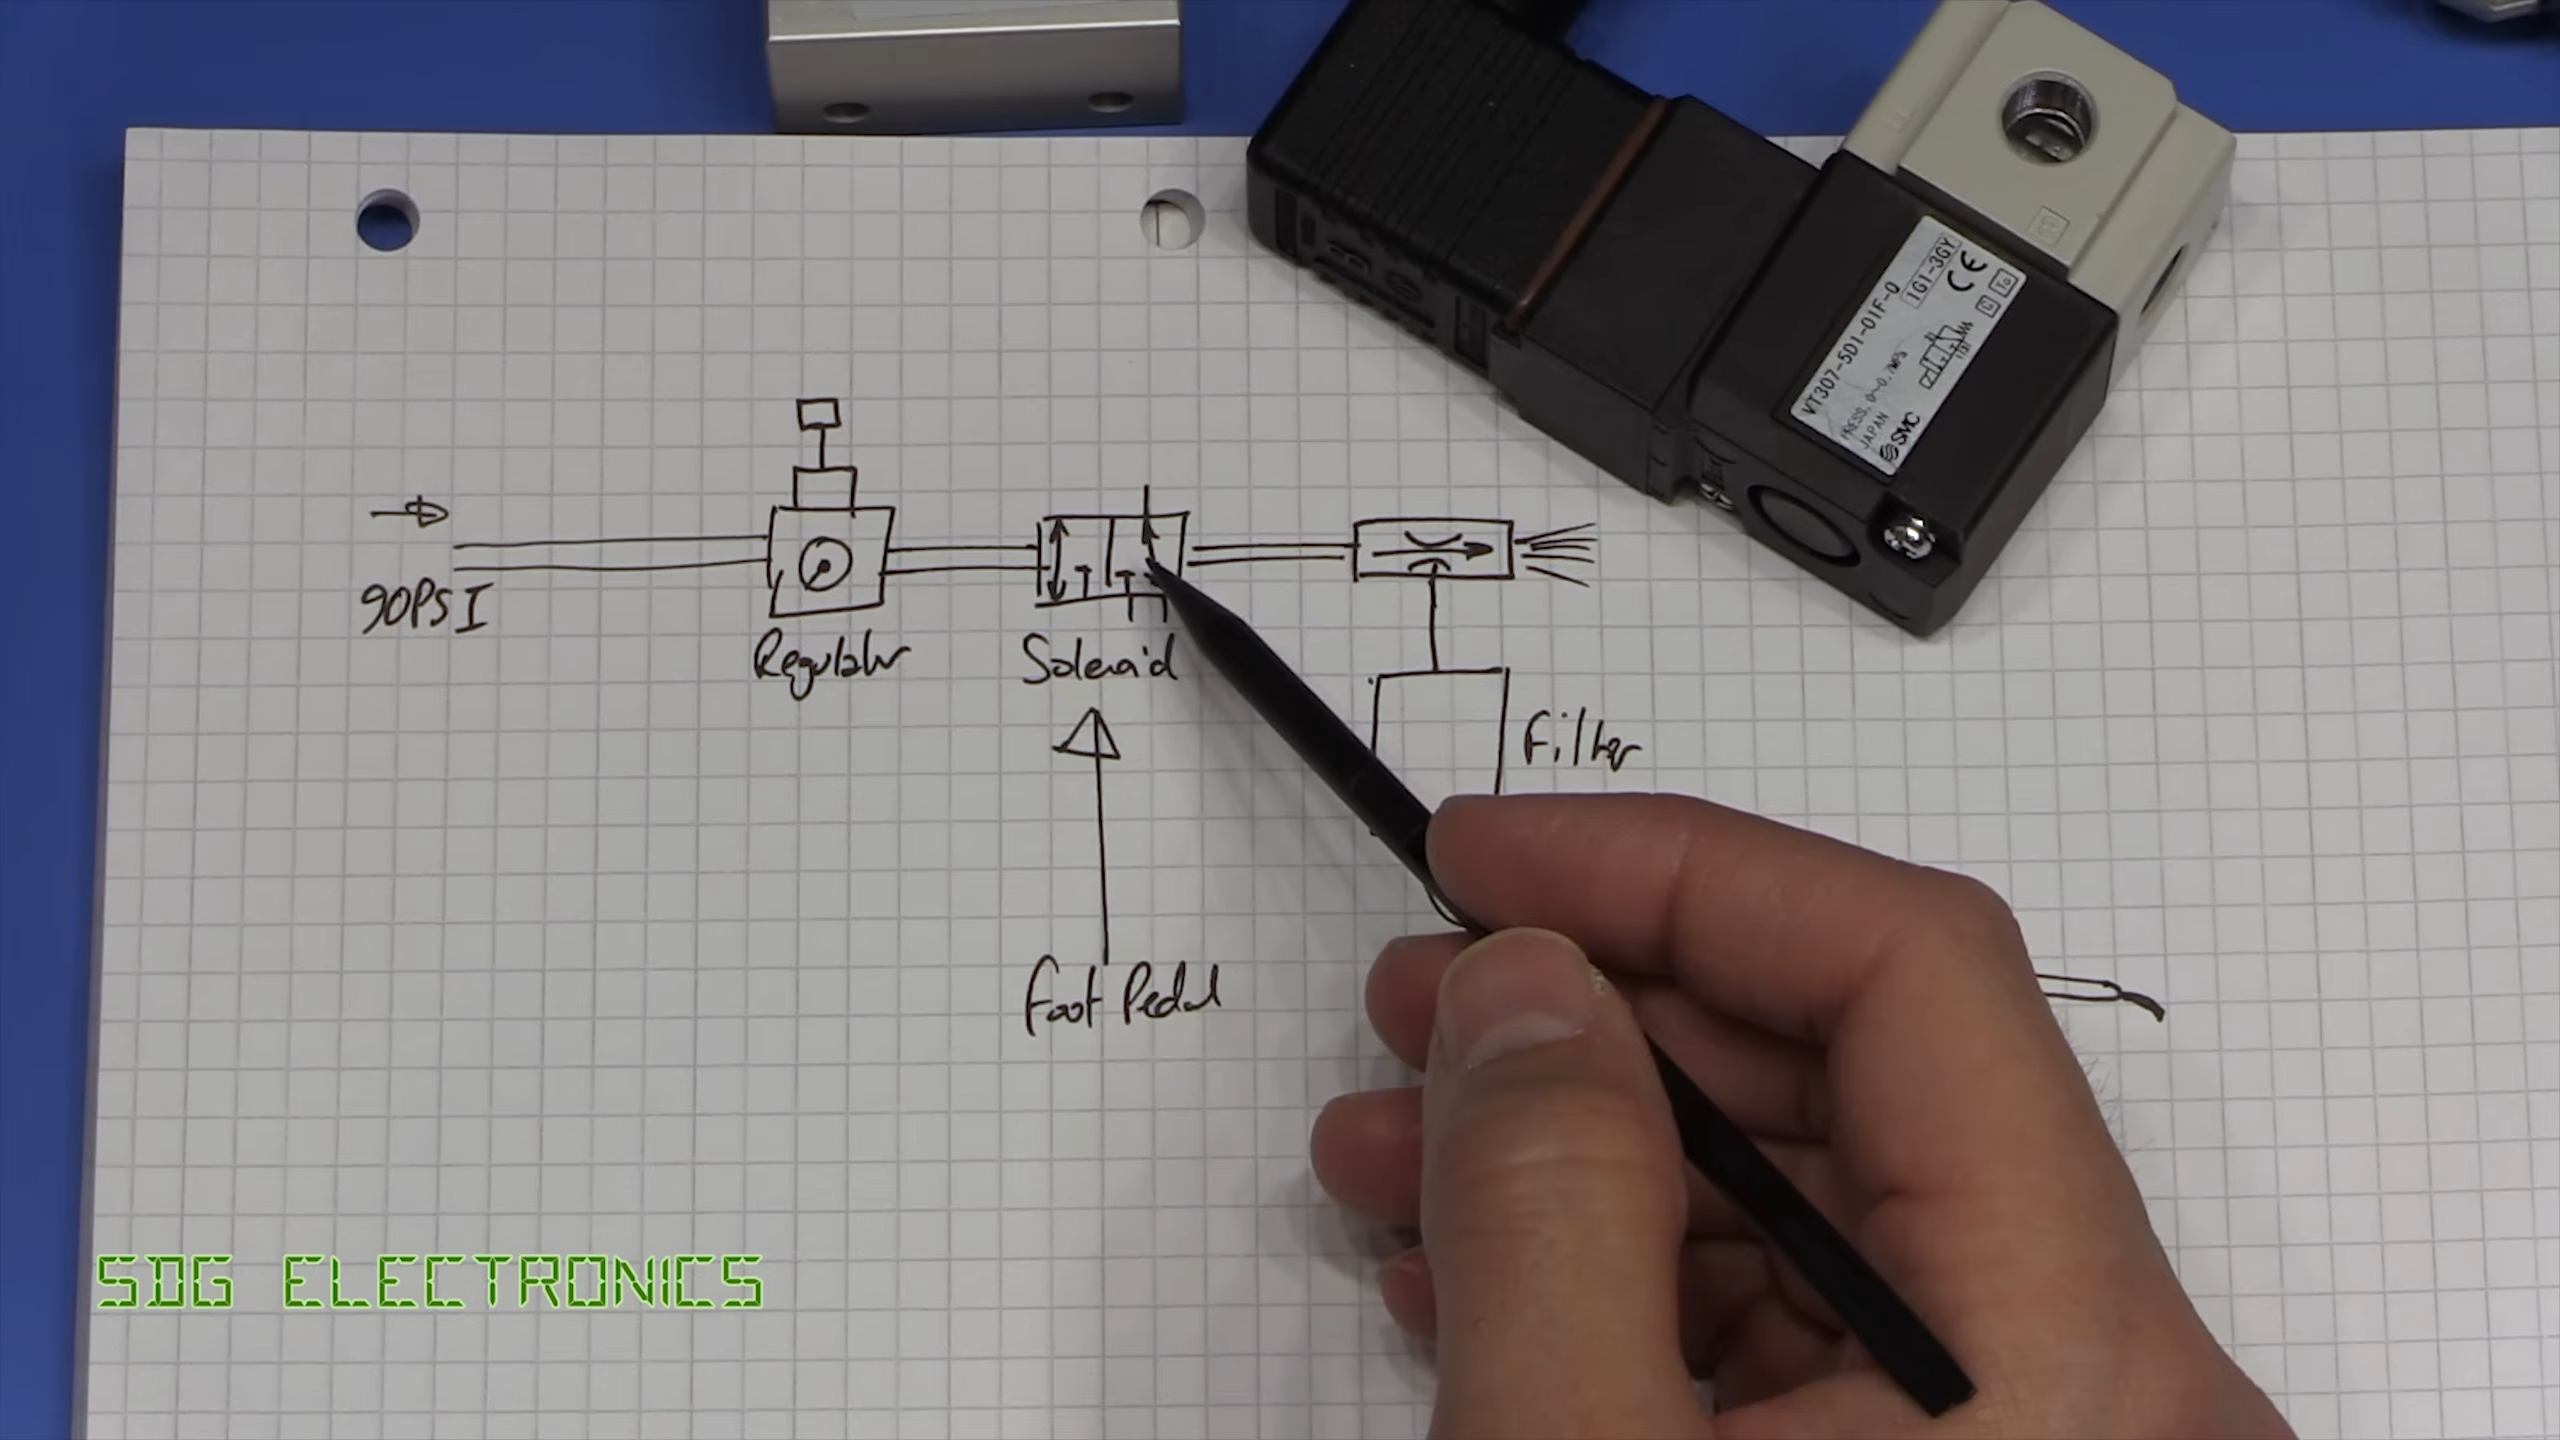 VT307-5D1-01F-Q
1G1-3GY
CE
PRESS. 0~0.7MPa
JAPAN
SMC
90PSI
Regulator
Solenoid
Filter
Foot Pedal
SDG ELECTRONICS